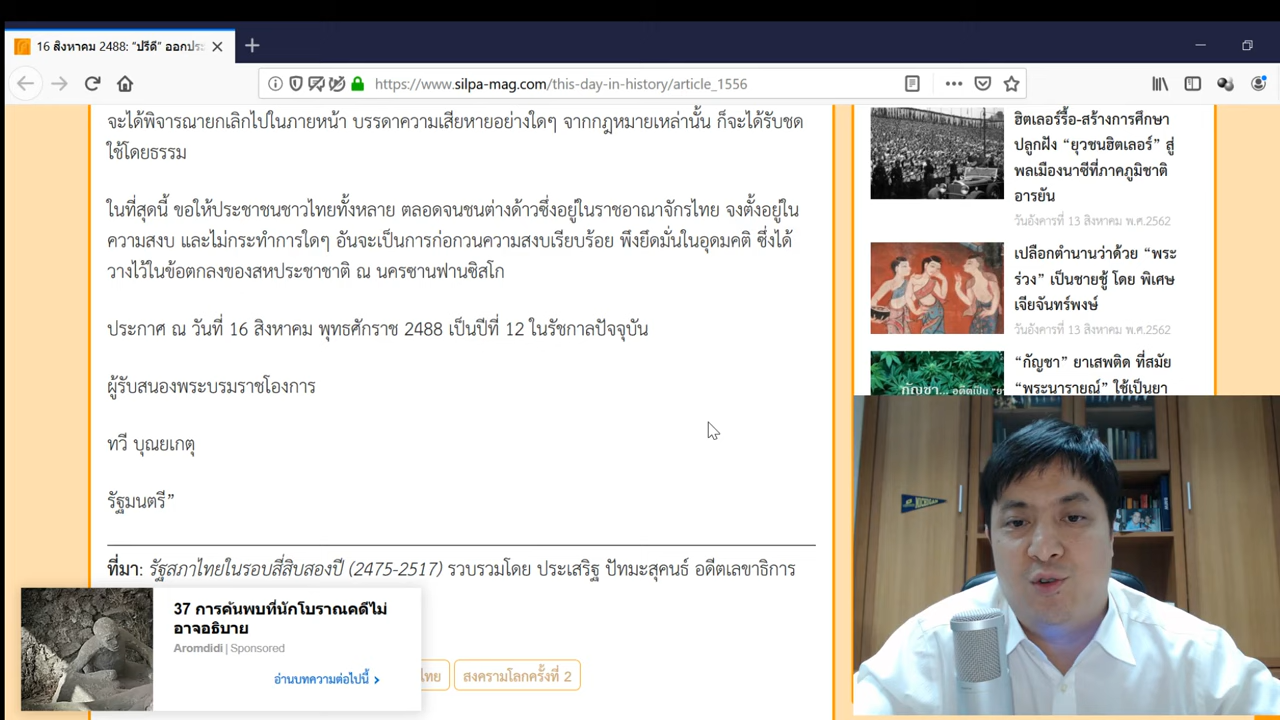 16 สิงหาคม 2488: “ปรีดี” ออกประ
https://www.silpa-mag.com/this-day-in-history/article_1556
จะได้พิจารณายกเลิกไปในภายหน้า บรรดาความเสียหายอย่างใดๆ จากกฎหมายเหล่านั้น ก็จะได้รับชด
ใช้โดยธรรม
ในที่สุดนี้ ขอให้ประชาชนชาวไทยทั้งหลาย ตลอดจนชนต่างด้าวซึ่งอยู่ในราชอาณาจักรไทย จงตั้งอยู่ใน
ความสงบ และไม่กระทำการใดๆ อันจะเป็นการก่อกวนความสงบเรียบร้อย พึงยึดมั่นในอุดมคติ ซึ่งได้
วางไว้ในข้อตกลงของสหประชาชาติ ณ นครซานฟานซิสโก
ประกาศ ณ วันที่ 16 สิงหาคม พุทธศักราช 2488 เป็นปีที่ 12 ในรัชกาลปัจจุบัน
ผู้รับสนองพระบรมราชโองการ
ทวี บุณยเกตุ
รัฐมนตรี”
ที่มา: รัฐสภาไทยในรอบสี่สิบสองปี (2475-2517) รวบรวมโดย ประเสริฐ ปัทมะสุคนธ์ อดีตเลขาธิการ
37 การค้นพบที่นักโบราณคดีไม่
อาจอธิบาย
Aromdidi | Sponsored
อ่านบทความต่อไปนี้
ไทย
สงครามโลกครั้งที่ 2
ฮิตเลอร์รื้อ-สร้างการศึกษา
ปลูกฝัง “ยุวชนฮิตเลอร์” สู่
พลเมืองนาซีที่ภาคภูมิชาติ
อารยัน
วันอังคารที่ 13 สิงหาคม พ.ศ.2562
เปลือกตำนานว่าด้วย “พระ
ร่วง” เป็นชายชู้ โดย พิเศษ
เจียจันทร์พงษ์
วันอังคารที่ 13 สิงหาคม พ.ศ.2562
“กัญชา” ยาเสพติด ที่สมัย
“พระนารายณ์” ใช้เป็นยา
กัญชา... อดีตเป็น
MICHIGAN